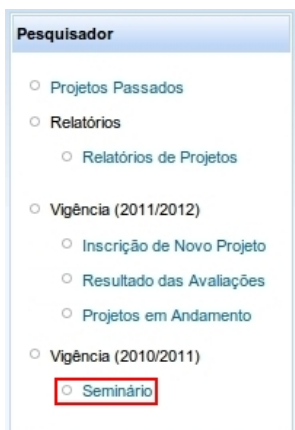 Pesquisador
Projetos Passados
Relatórios
Relatórios de Projetos
Vigência (2011/2012)
Inscrição de Novo Projeto
Resultado das Avaliações
Projetos em Andamento
Vigência (2010/2011)
Seminário